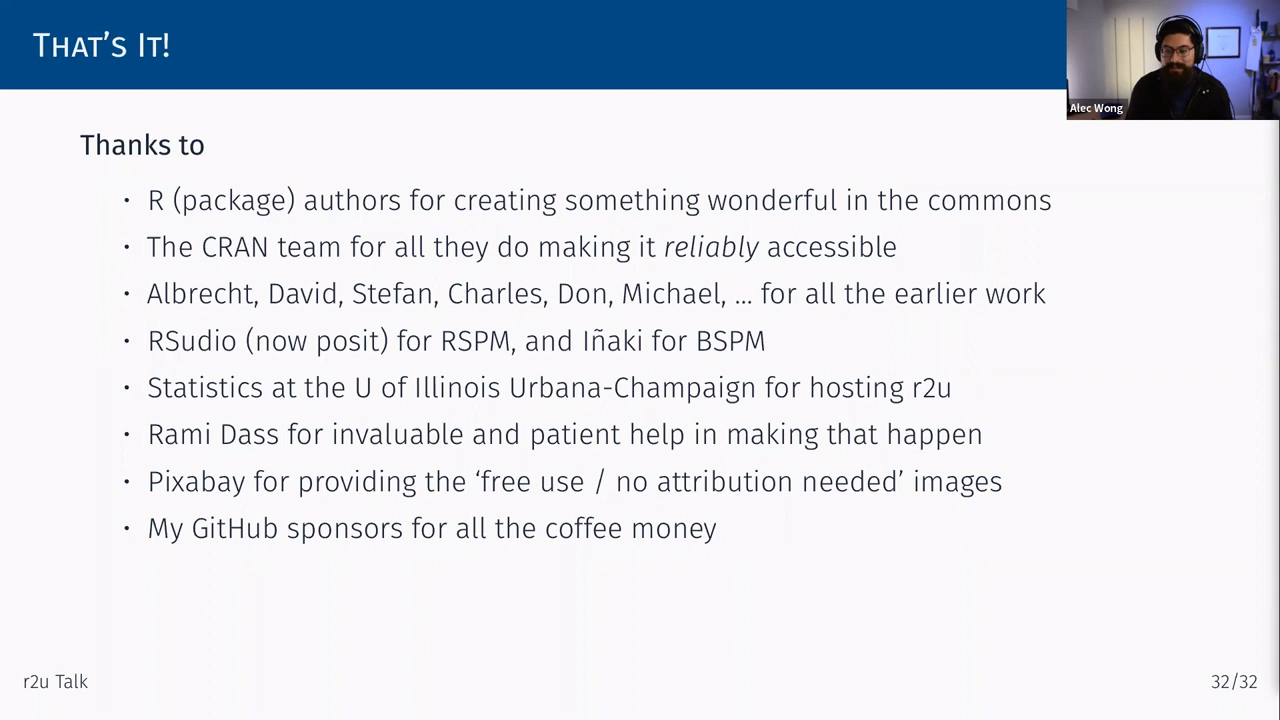 That's It!
Alec Wong
Thanks to
• R (package) authors for creating something wonderful in the commons
• The CRAN team for all they do making it reliably accessible
• Albrecht, David, Stefan, Charles, Don, Michael, ... for all the earlier work
• RSudio (now posit) for RSPM, and Iñaki for BSPM
• Statistics at the U of Illinois Urbana-Champaign for hosting r2u
• Rami Dass for invaluable and patient help in making that happen
• Pixabay for providing the ‘free use / no attribution needed’ images
• My GitHub sponsors for all the coffee money
r2u Talk
32/32